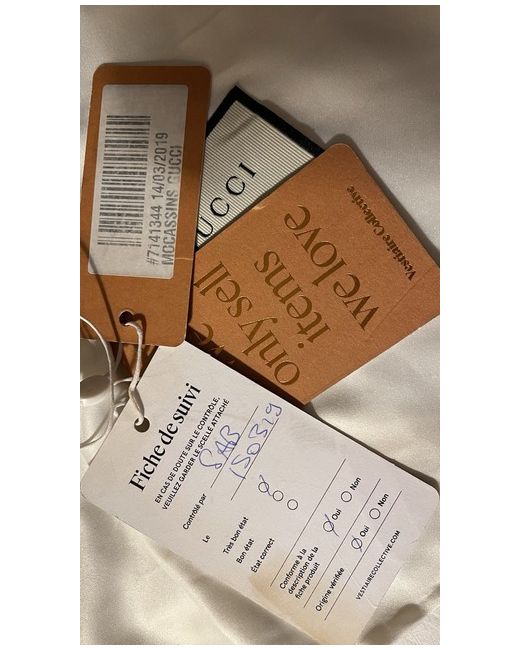 #7141344 14/03/2019
MOCASSINS GUCCI
UCCI
Vestiaire Collective
we
only sell
items
we love
Fiche de suivi
EN CAS DE DOUTE SUR LE CONTRÔLE,
VEUILLEZ GARDER LE SCELLÉ ATTACHÉ
Contrôlé par SAB
Le 150319
Très bon état
Bon état
État correct
Conforme à la
description de la
fiche produit
Oui
Non
Origine vérifiée
Oui
Non
VESTIAIRECOLLECTIVE.COM